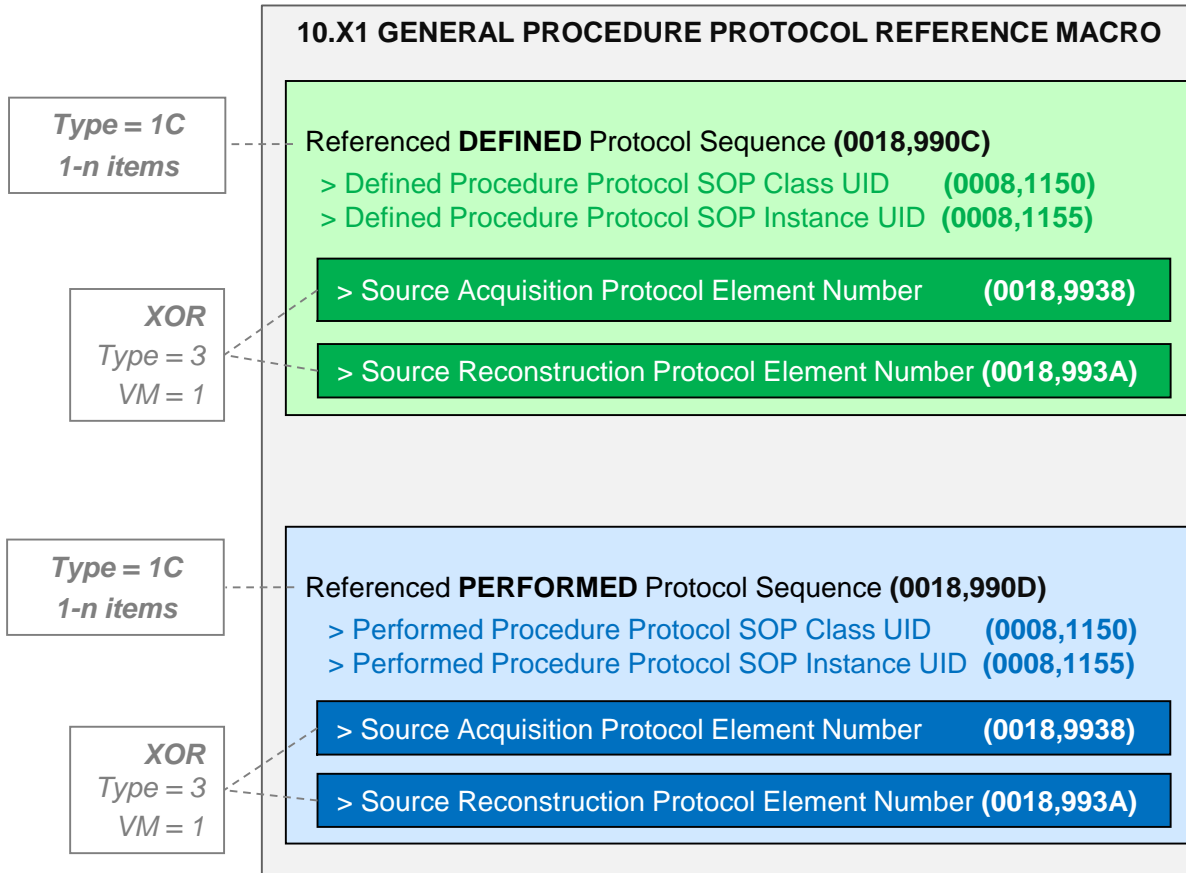 10.X1 GENERAL PROCEDURE PROTOCOL REFERENCE MACRO
Type = 1C
1-n items
Referenced DEFINED Protocol Sequence (0018,990C)
> Defined Procedure Protocol SOP Class UID (0008,1150)
> Defined Procedure Protocol SOP Instance UID (0008,1155)
XOR
Type = 3
VM = 1
> Source Acquisition Protocol Element Number (0018,9938)
> Source Reconstruction Protocol Element Number (0018,993A)
Type = 1C
1-n items
Referenced PERFORMED Protocol Sequence (0018,990D)
> Performed Procedure Protocol SOP Class UID (0008,1150)
> Performed Procedure Protocol SOP Instance UID (0008,1155)
XOR
Type = 3
VM = 1
> Source Acquisition Protocol Element Number (0018,9938)
> Source Reconstruction Protocol Element Number (0018,993A)